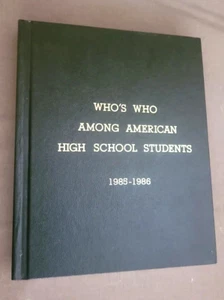 WHO'S WHO
AMONG AMERICAN
HIGH SCHOOL STUDENTS
1985-1986